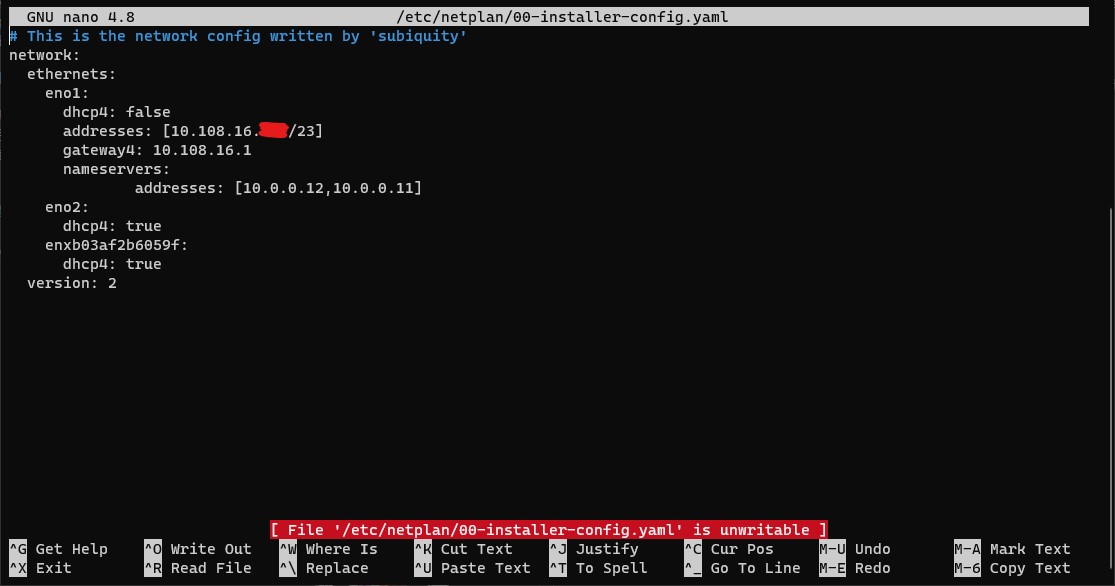 GNU nano 4.8 /etc/netplan/00-installer-config.yaml
# This is the network config written by 'subiquity'
network:
  ethernets:
    eno1:
      dhcp4: false
      addresses: [10.108.16. /23]
      gateway4: 10.108.16.1
      nameservers:
              addresses: [10.0.0.12,10.0.0.11]
    eno2:
      dhcp4: true
    enxb03af2b6059f:
      dhcp4: true
  version: 2
[ File '/etc/netplan/00-installer-config.yaml' is unwritable ]
^G Get Help ^O Write Out ^W Where Is ^K Cut Text ^J Justify ^C Cur Pos M-U Undo M-A Mark Text
^X Exit ^R Read File ^\ Replace ^U Paste Text ^T To Spell ^_ Go To Line M-E Redo M-6 Copy Text